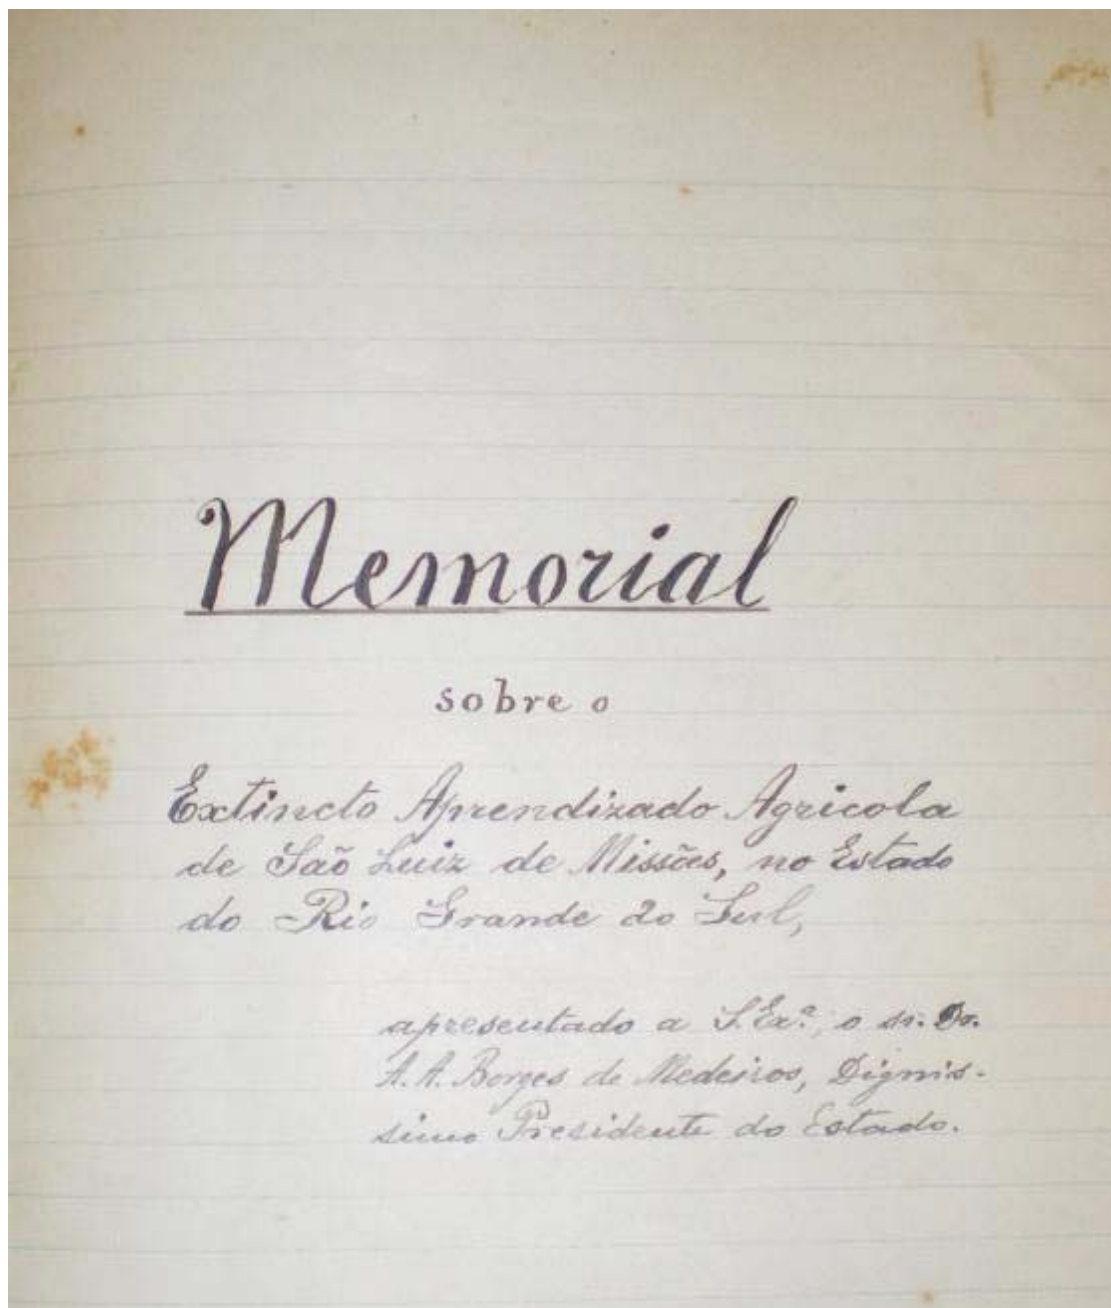 Memorial
sobre o
Extincto Aprendizado Agricola
de São Luiz de Missões, no Estado
do Rio Grande do Sul,
apresentado a S. Exª, o sr. Dr.
A. A. Borges de Medeiros, Dignis-
simo Presidente do Estado.